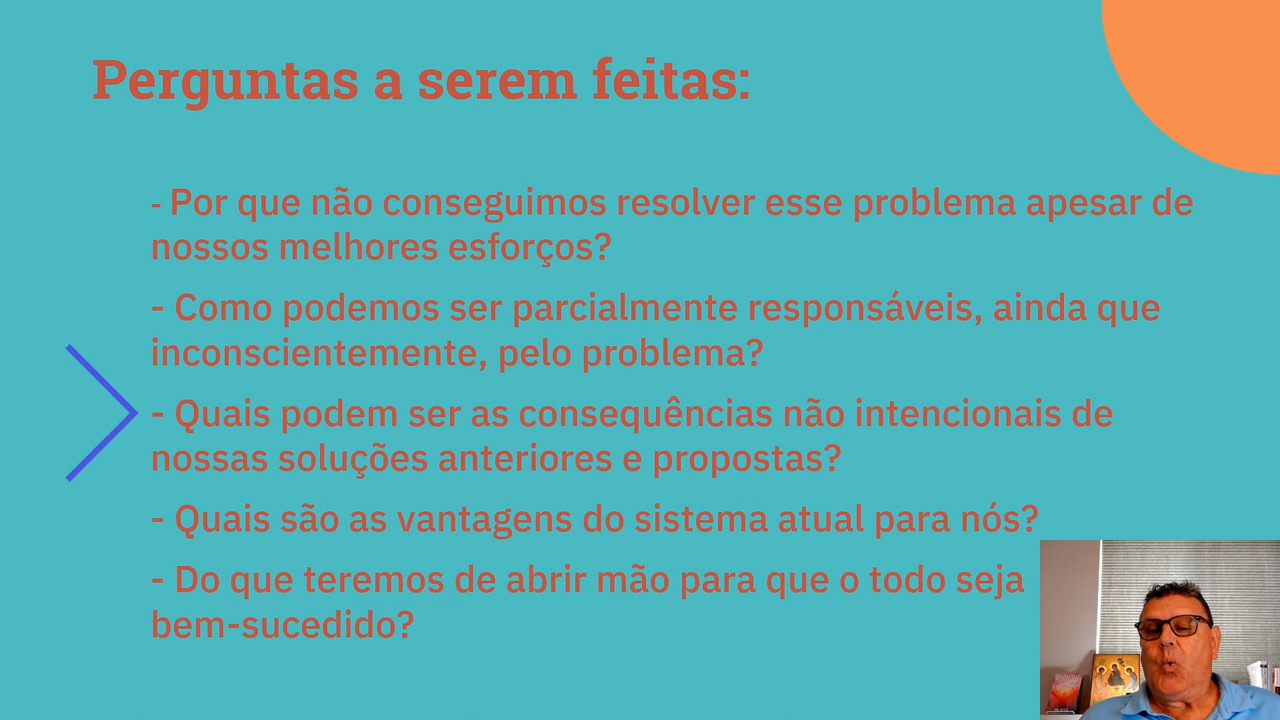 Perguntas a serem feitas:
- Por que não conseguimos resolver esse problema apesar de
nossos melhores esforços?
- Como podemos ser parcialmente responsáveis, ainda que
inconscientemente, pelo problema?
- Quais podem ser as consequências não intencionais de
nossas soluções anteriores e propostas?
- Quais são as vantagens do sistema atual para nós?
- Do que teremos de abrir mão para que o todo seja
bem-sucedido?